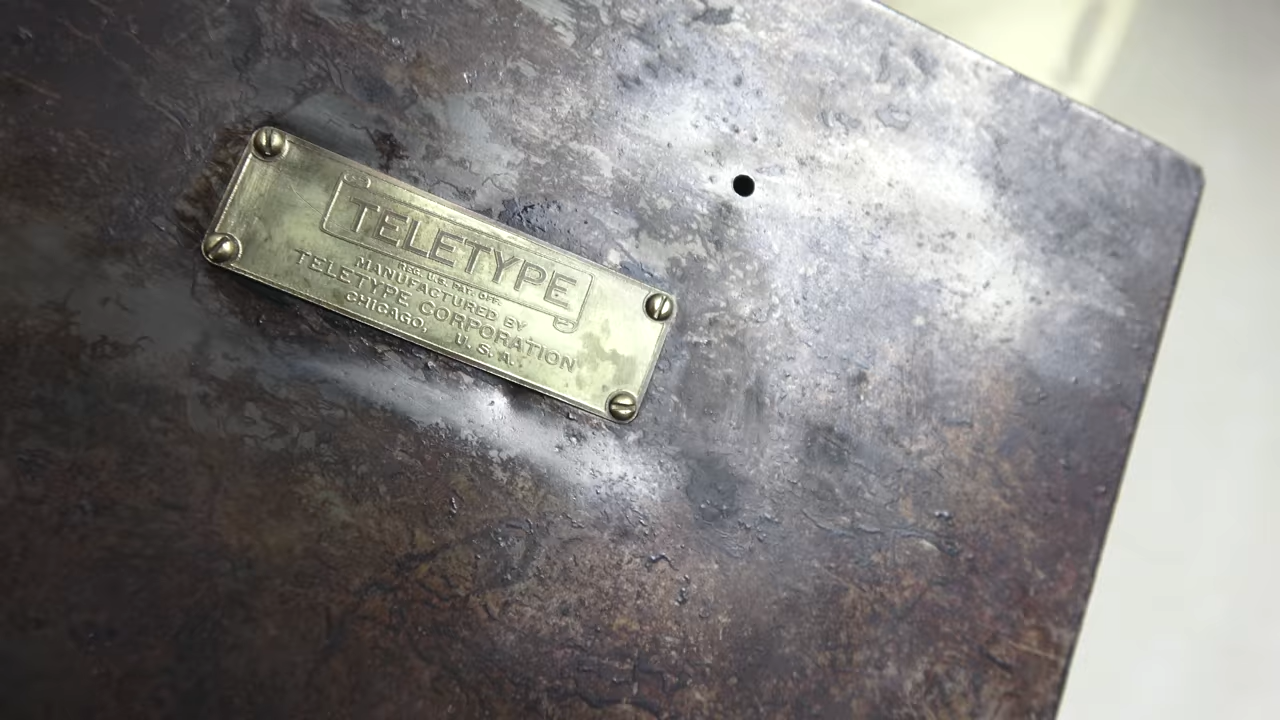 TELETYPE
REG. U.S. PAT. OFF.
MANUFACTURED BY
TELETYPE CORPORATION
CHICAGO, U. S. A.